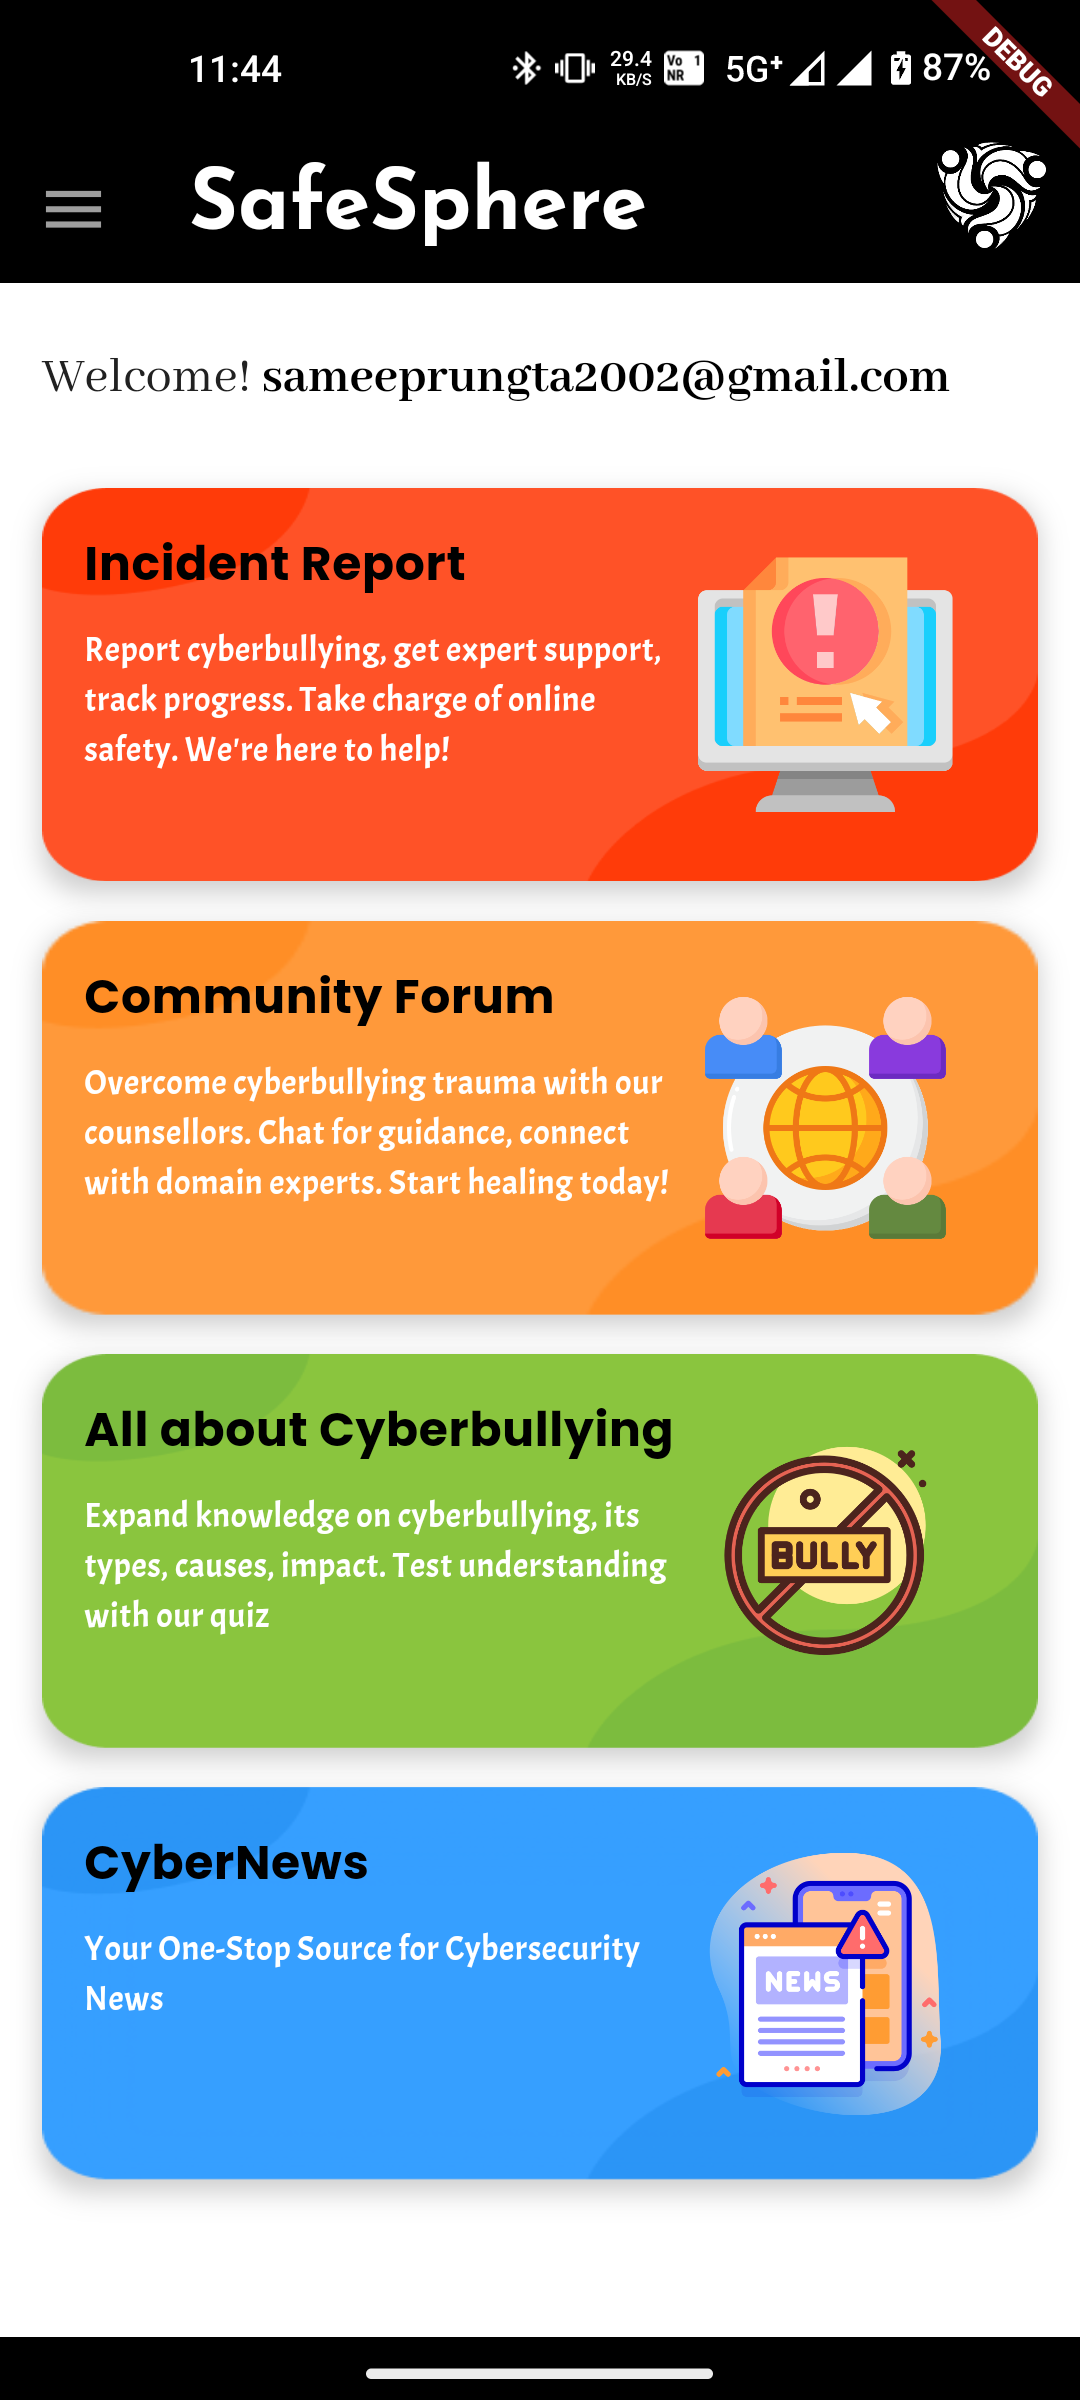 11:44
29.4
KB/S
Vo 1
NR
5G+
87%
DEBUG
SafeSphere
Welcome! sameeprungta2002@gmail.com
Incident Report
Report cyberbullying, get expert support,
track progress. Take charge of online
safety. We're here to help!
Community Forum
Overcome cyberbullying trauma with our
counsellors. Chat for guidance, connect
with domain experts. Start healing today!
All about Cyberbullying
Expand knowledge on cyberbullying, its
types, causes, impact. Test understanding
with our quiz
BULLY
CyberNews
Your One-Stop Source for Cybersecurity
News
NEWS